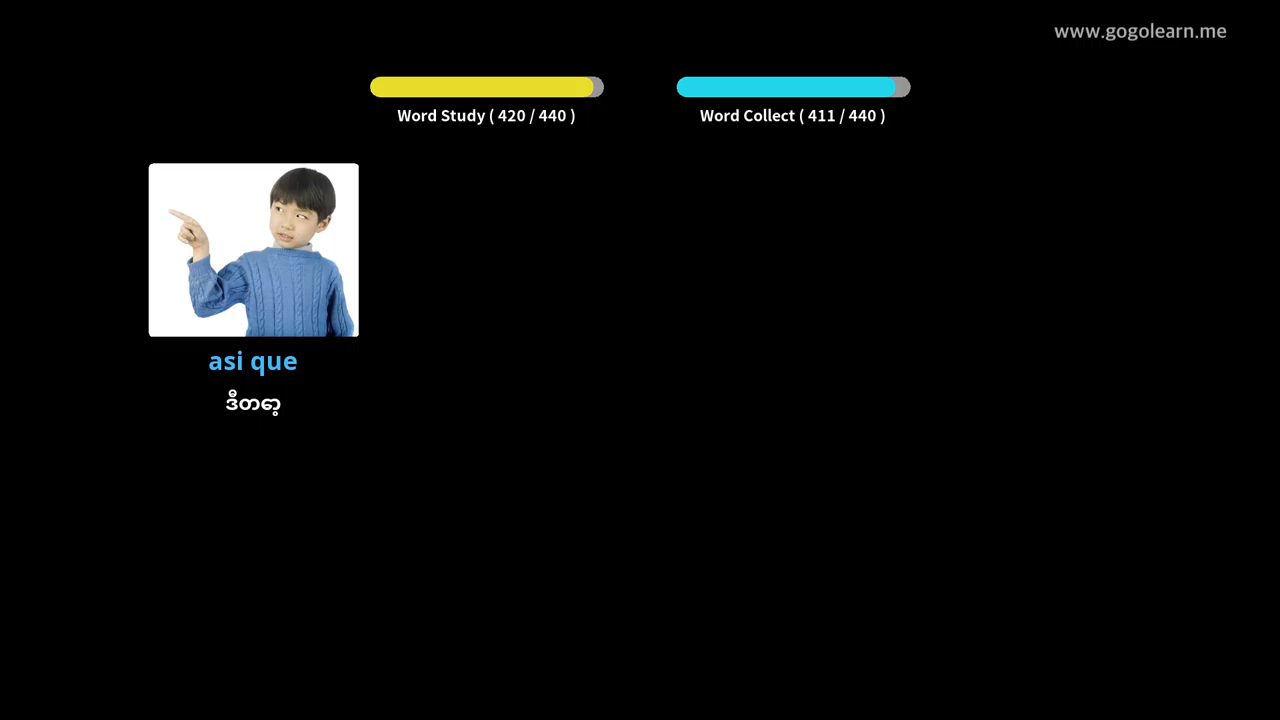 www.gogolearn.me
Word Study ( 420 / 440 )
Word Collect ( 411 / 440 )
asi que
ဒီတော့